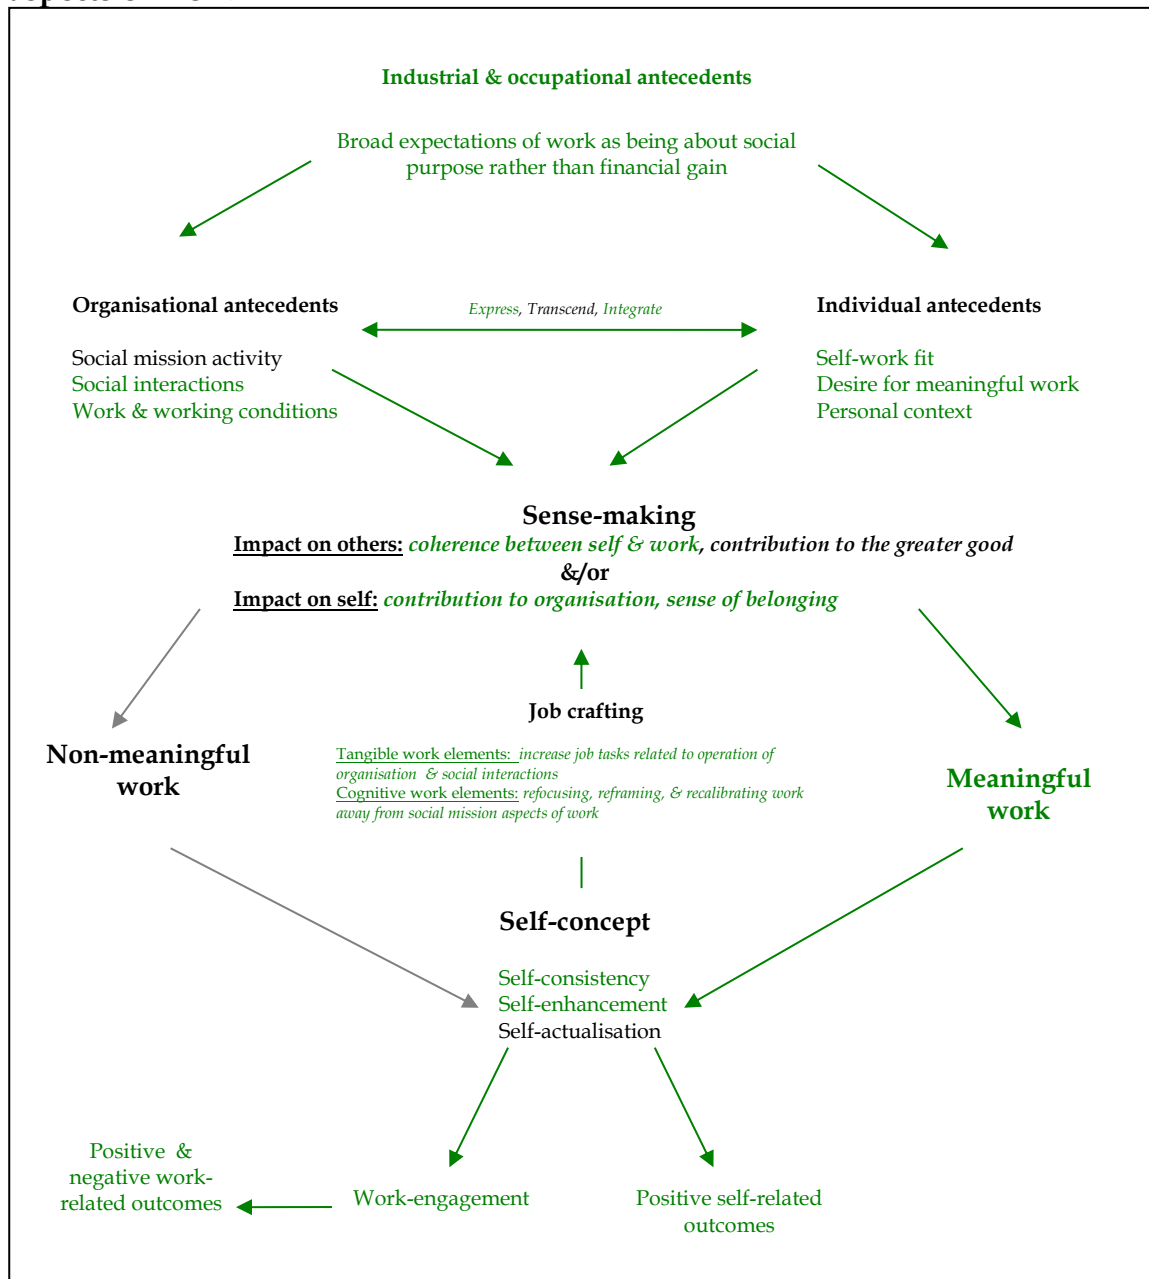 Industrial & occupational antecedents
Broad expectations of work as being about social
purpose rather than financial gain
Organisational antecedents
Express, Transcend, Integrate
Individual antecedents
Social mission activity
Social interactions
Work & working conditions
Self-work fit
Desire for meaningful work
Personal context
Sense-making
Impact on others: coherence between self & work, contribution to the greater good
&/or
Impact on self: contribution to organisation, sense of belonging
Job crafting
Non-meaningful
work
Tangible work elements: increase job tasks related to operation of
organisation & social interactions
Cognitive work elements: refocusing, reframing, & recalibrating work
away from social mission aspects of work
Meaningful
work
Self-concept
Self-consistency
Self-enhancement
Self-actualisation
Positive &
negative work-
related outcomes
Work-engagement
Positive self-related
outcomes